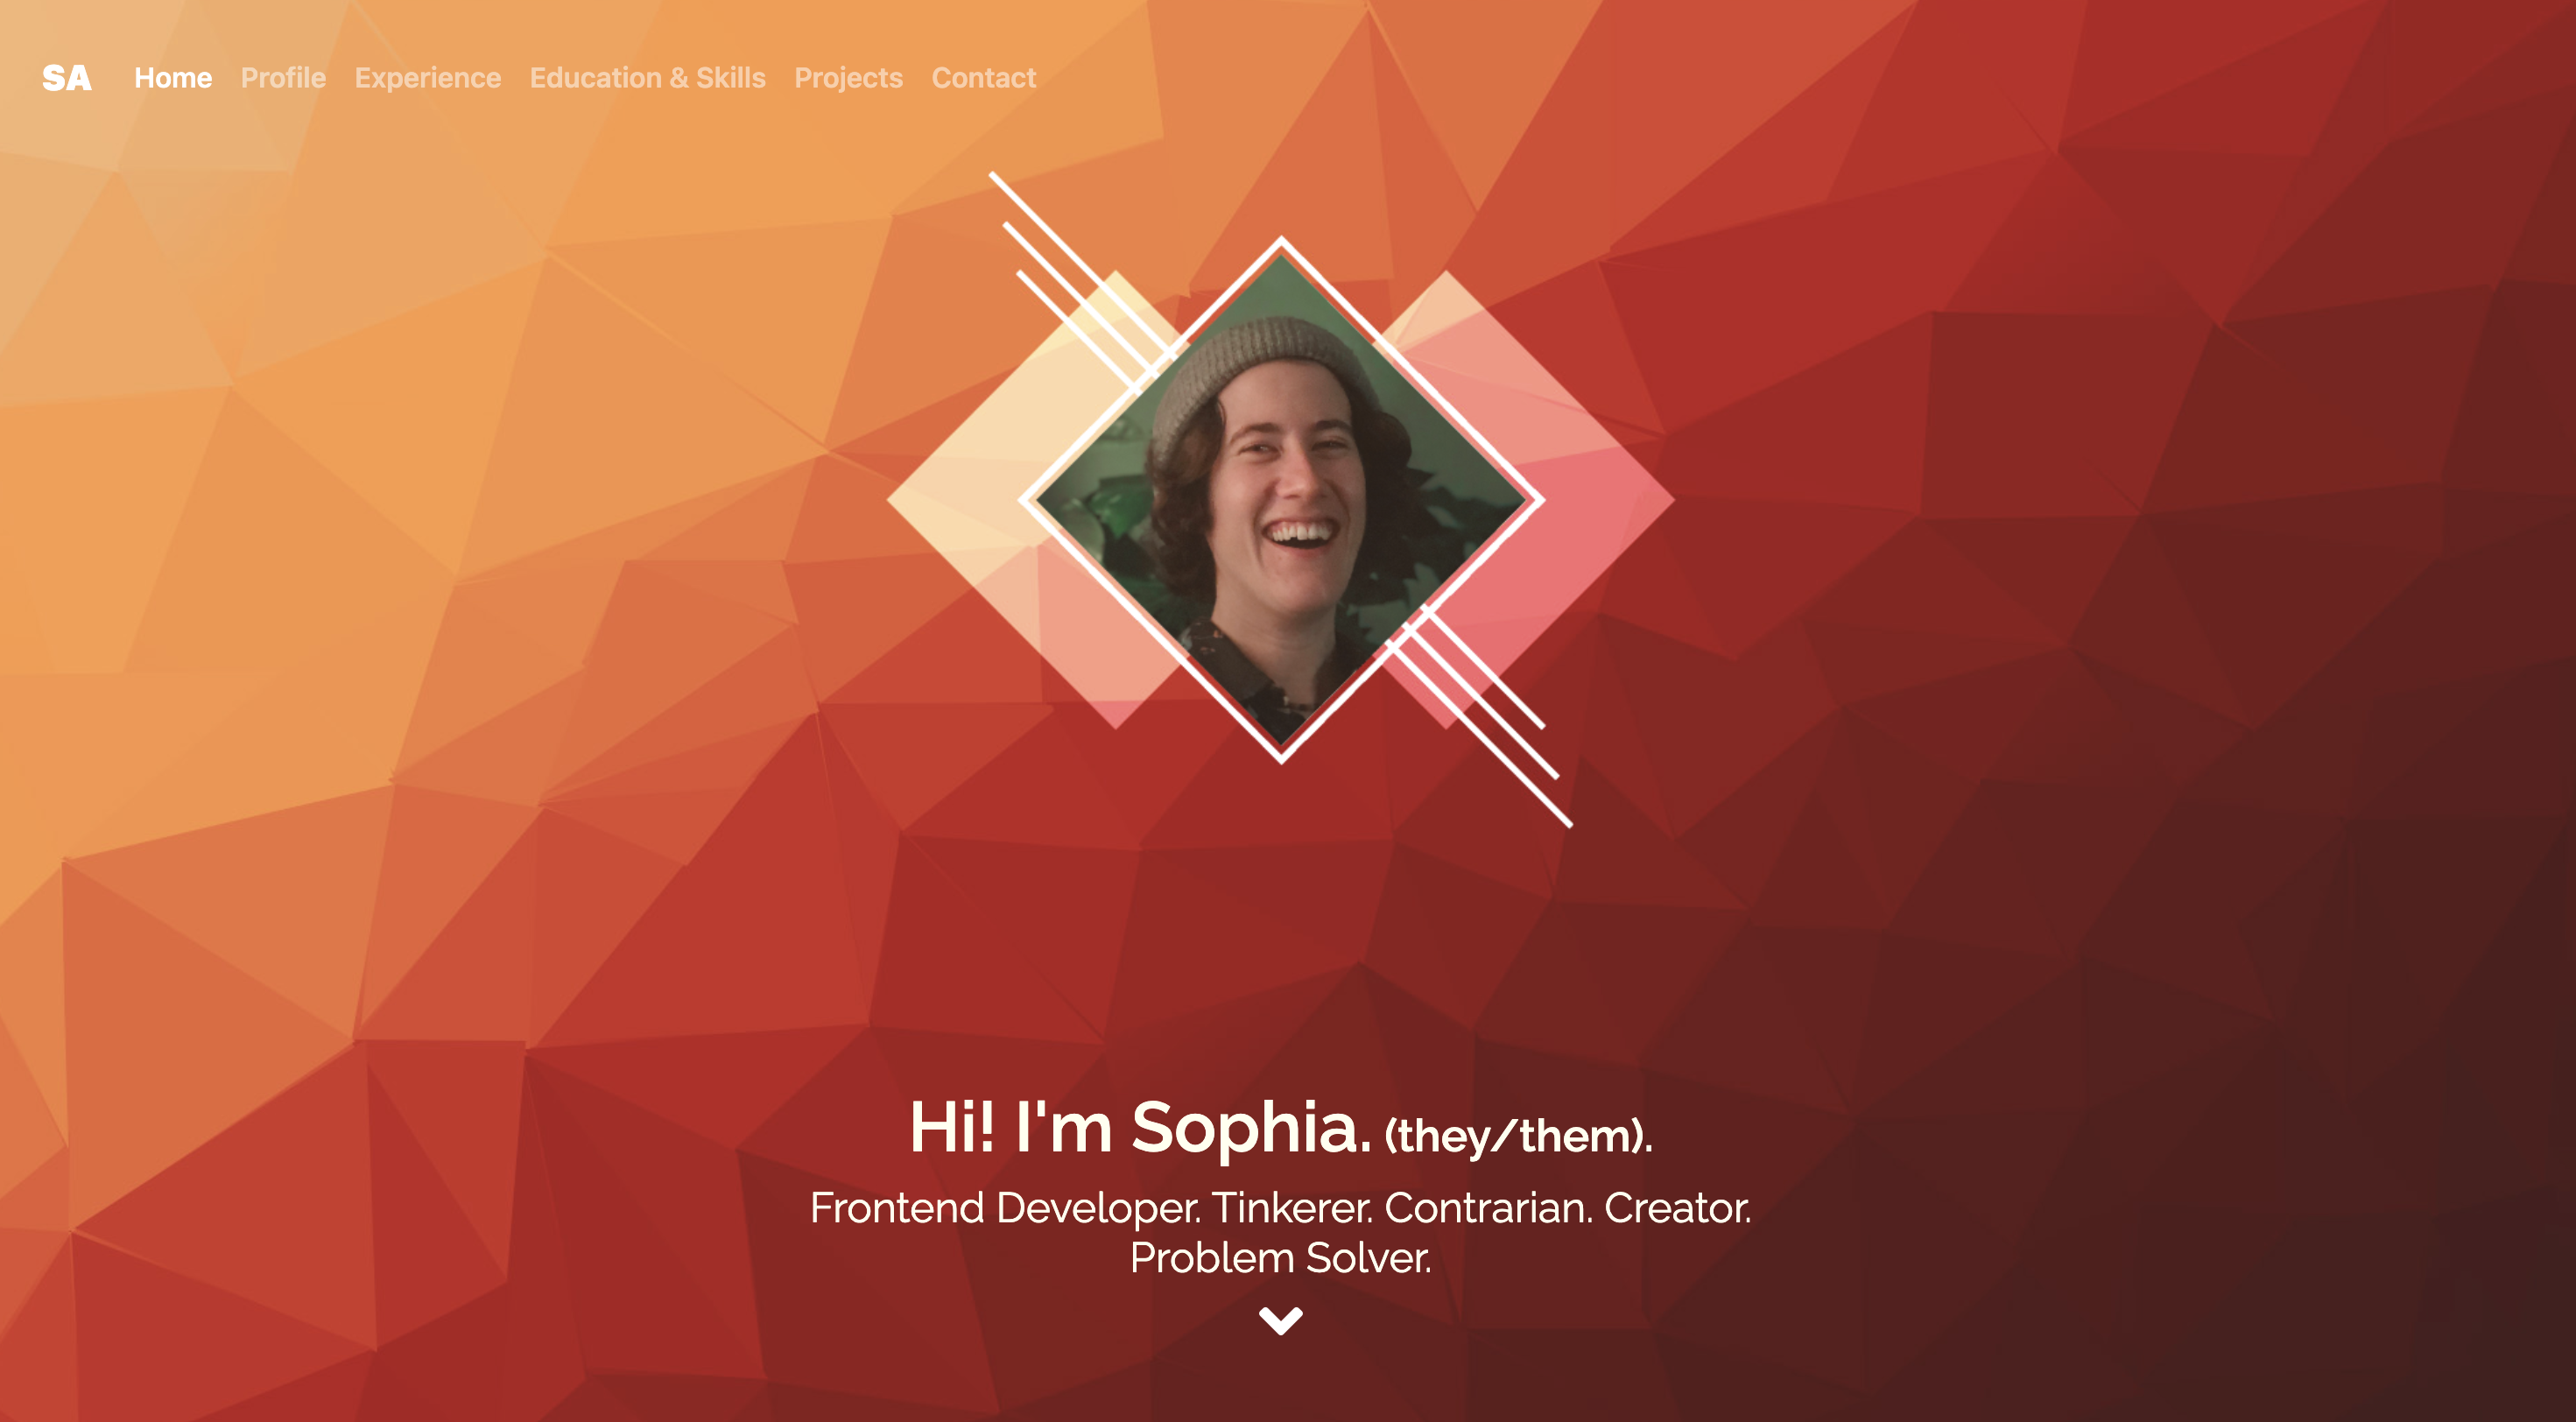 SA Home Profile Experience Education & Skills Projects Contact
Hi! I'm Sophia. (they/them).
Frontend Developer. Tinkerer. Contrarian. Creator.
Problem Solver.